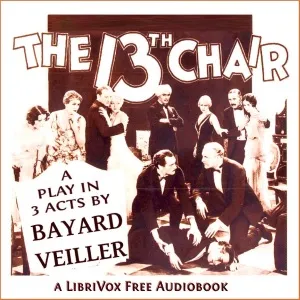 THE 13TH CHAIR
A
PLAY IN
3 ACTS BY
BAYARD
VEILLER
a LIBRIVOX FREE AUDIOBOOK